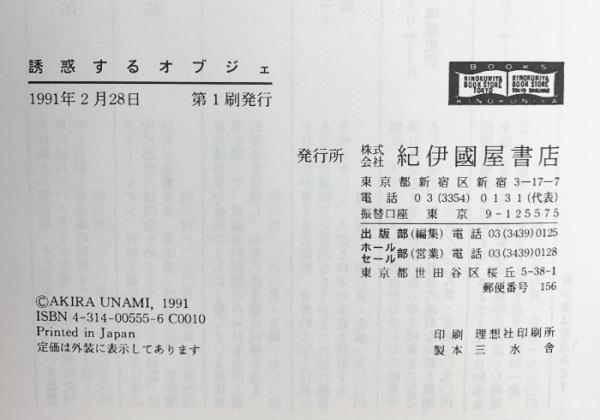 誘惑するオブジェ
1991年2月28日　第1刷発行
BOOKS
KINOKUNIYA BOOK STORE TOKYO
KINOKUNIYA BOOK STORE
KINOKUNIYA
発行所 株式会社 紀伊國屋書店
東京都新宿区新宿3-17-7
電話 03(3354) 0131(代表)
振替口座 東京 9-125575
出版部(編集) 電話 03(3439)0125
ホールセール部(営業) 電話 03(3439)0128
東京都世田谷区桜丘5-38-1
郵便番号 156
©AKIRA UNAMI, 1991
ISBN 4-314-00555-6 C0010
Printed in Japan
定価は外装に表示してあります
印刷 理想社印刷所
製本 三水舎